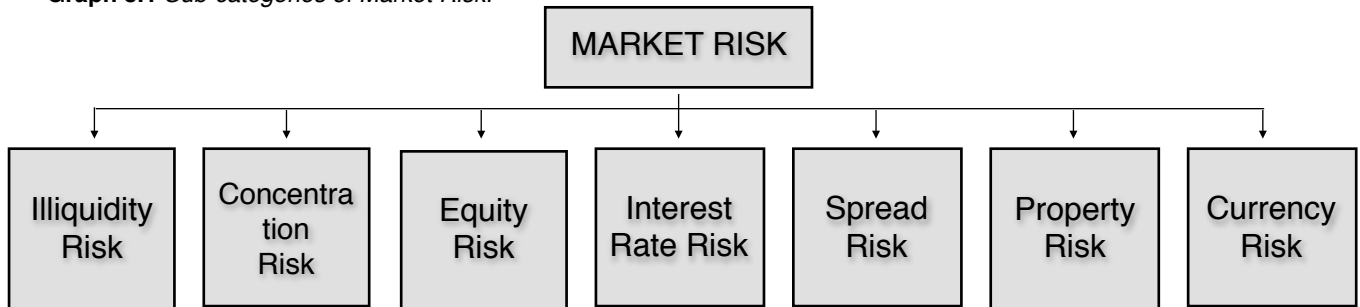 Graph Sub-categories of Market Risk.
MARKET RISK
Illiquidity
Risk
Concentra
tion
Risk
Equity
Risk
Interest
Rate Risk
Spread
Risk
Property
Risk
Currency
Risk